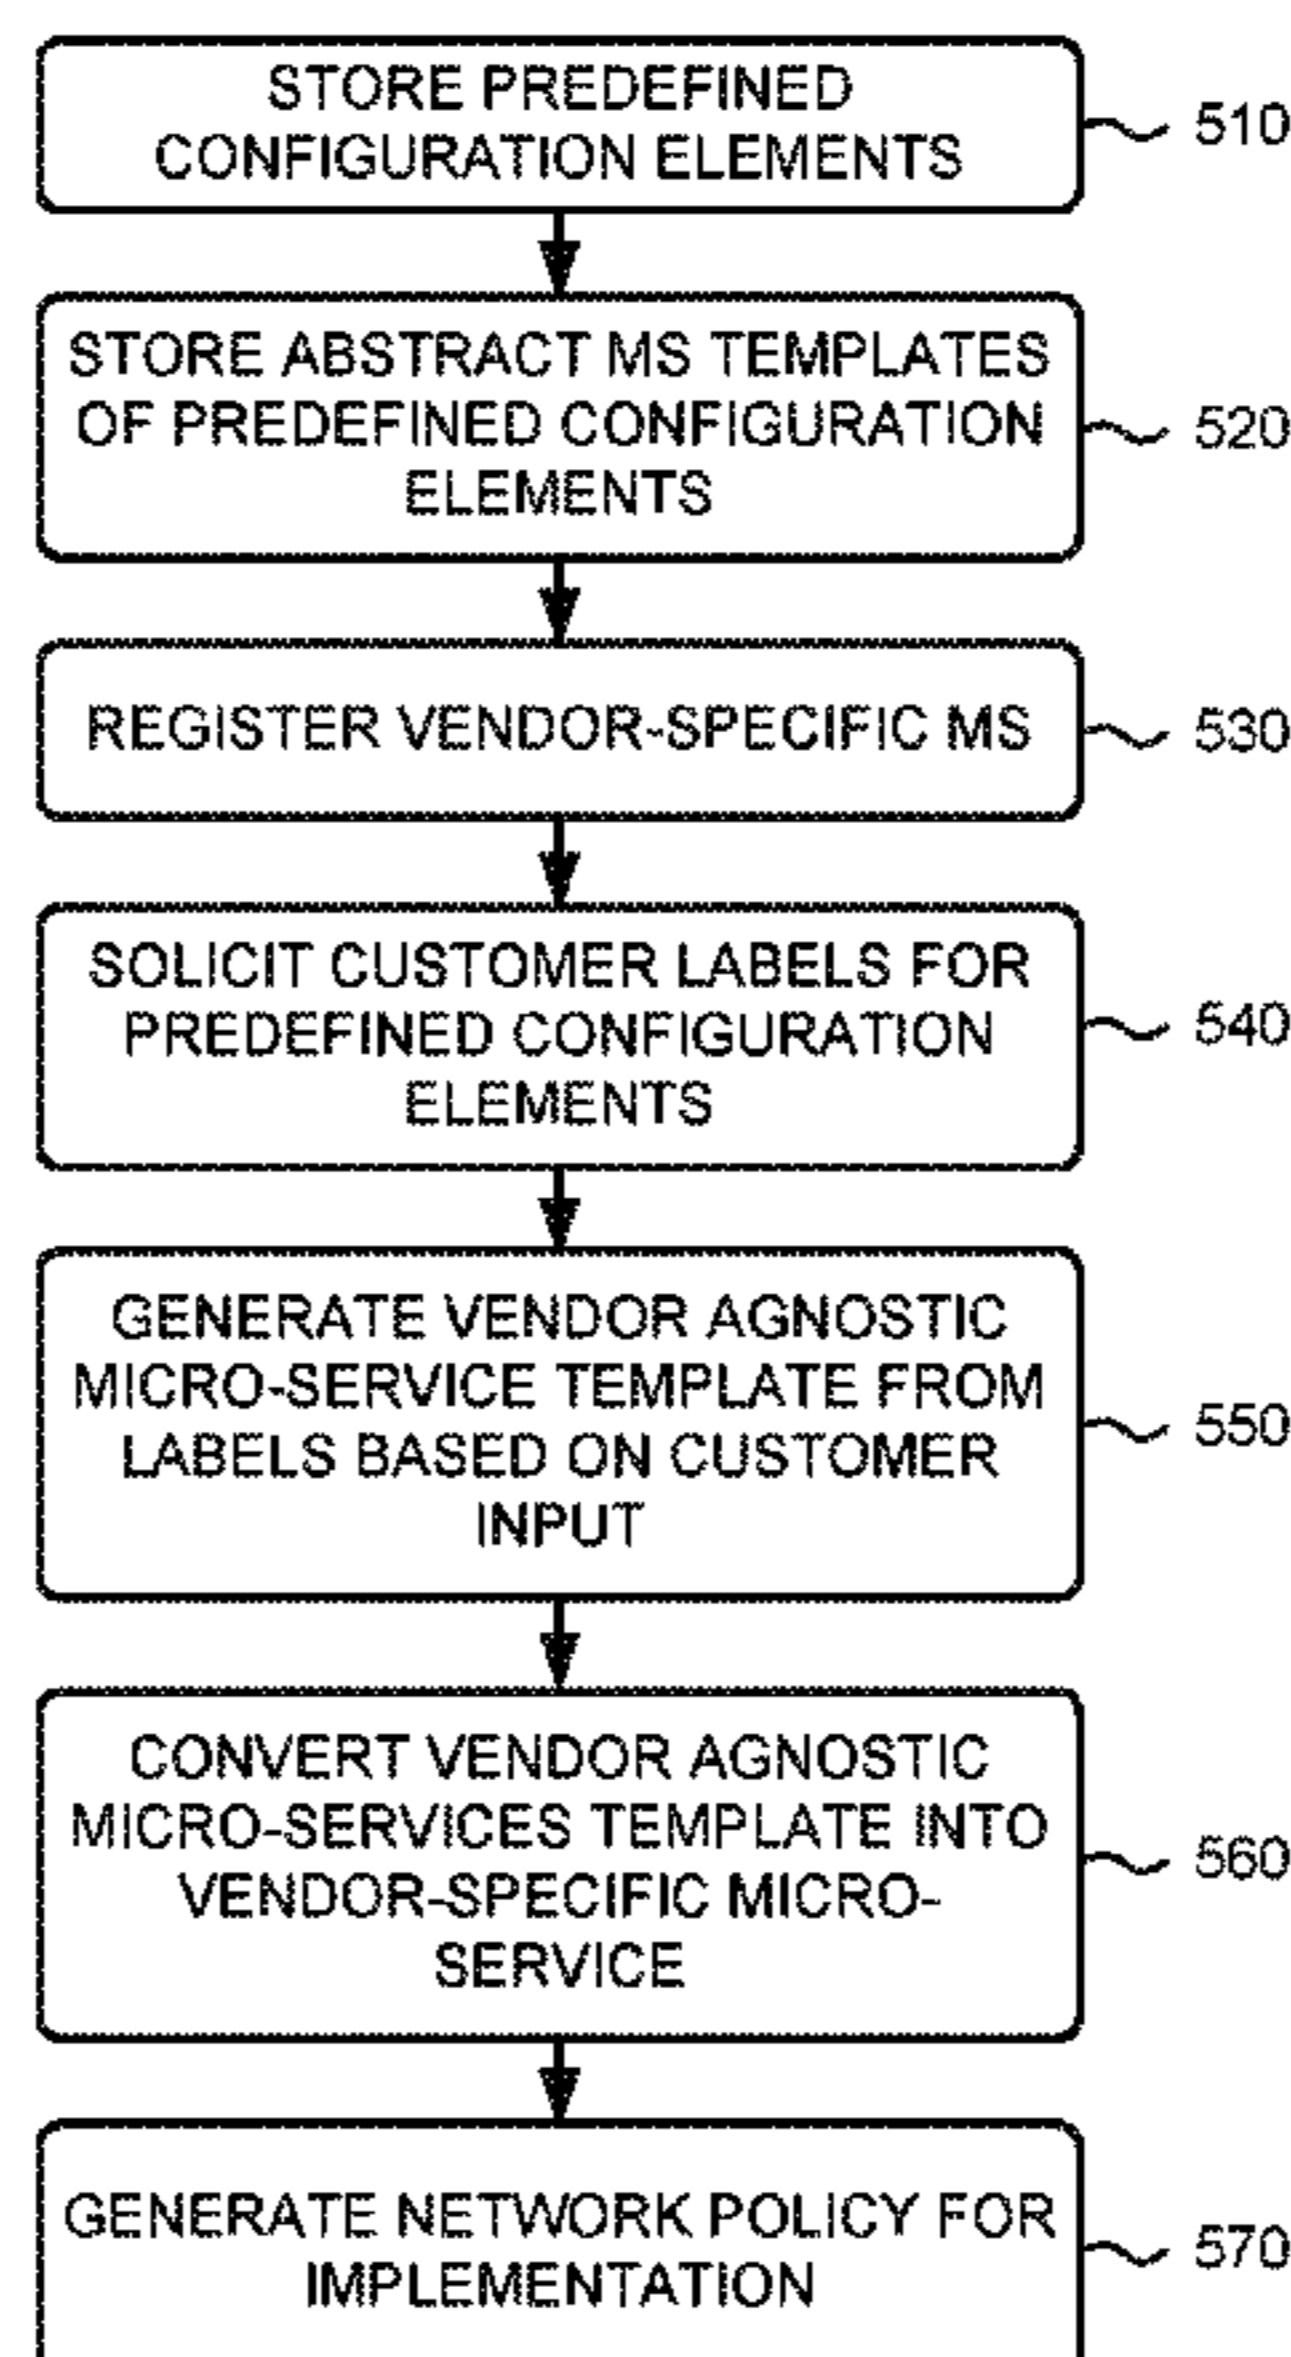 STORE PREDEFINED
CONFIGURATION ELEMENTS
510
STORE ABSTRACT MS TEMPLATES
OF PREDEFINED CONFIGURATION
ELEMENTS
520
REGISTER VENDOR-SPECIFIC MS
530
SOLICIT CUSTOMER LABELS FOR
PREDEFINED CONFIGURATION
ELEMENTS
540
GENERATE VENDOR AGNOSTIC
MICRO-SERVICE TEMPLATE FROM
LABELS BASED ON CUSTOMER
INPUT
550
CONVERT VENDOR AGNOSTIC
MICRO-SERVICES TEMPLATE INTO
VENDOR-SPECIFIC MICRO-
SERVICE
560
GENERATE NETWORK POLICY FOR
IMPLEMENTATION
570